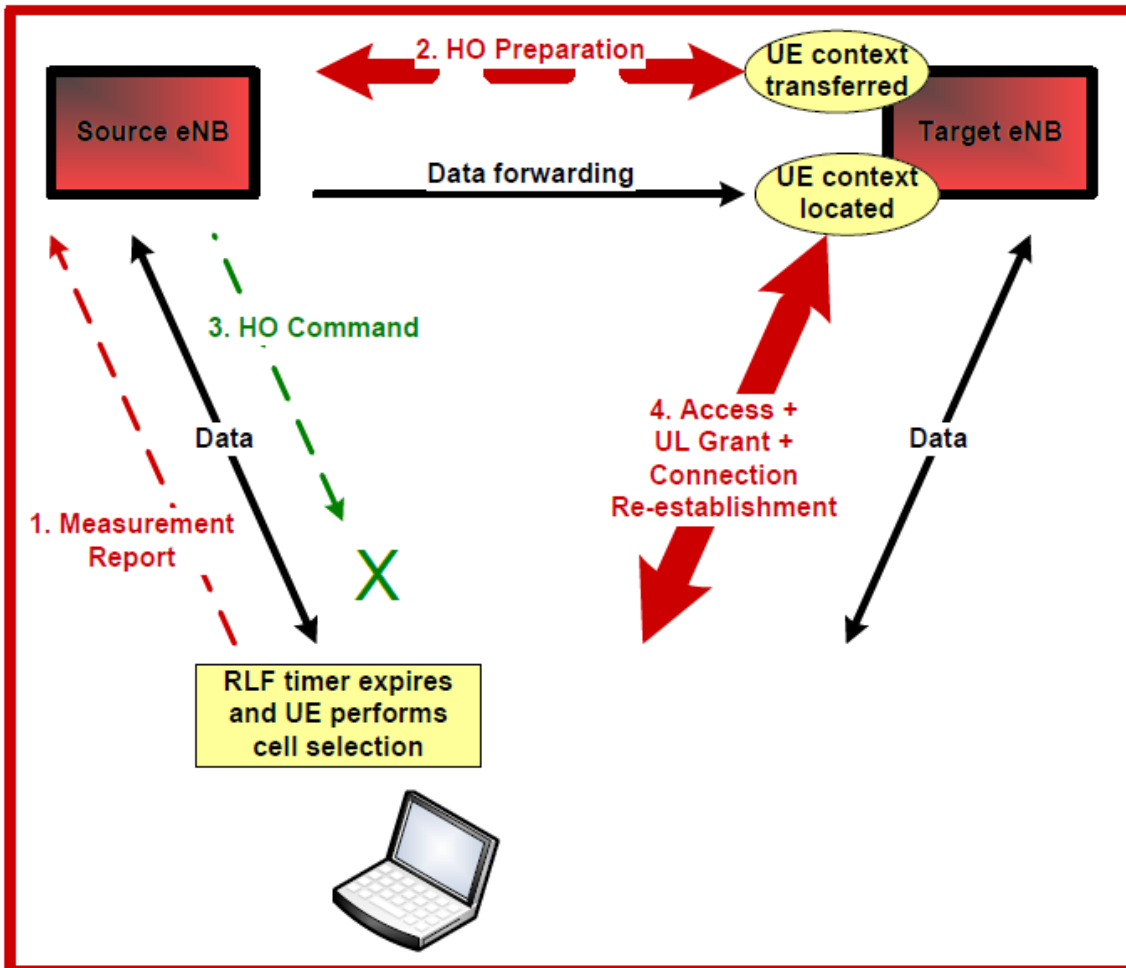 2. HO Preparation
UE context
transferred
Source eNB
Target eNB
Data forwarding
UE context
located
3. HO Command
4. Access +
UL Grant +
Connection
Re-establishment
Data
Data
1. Measurement
Report
X
RLF timer expires
and UE performs
cell selection